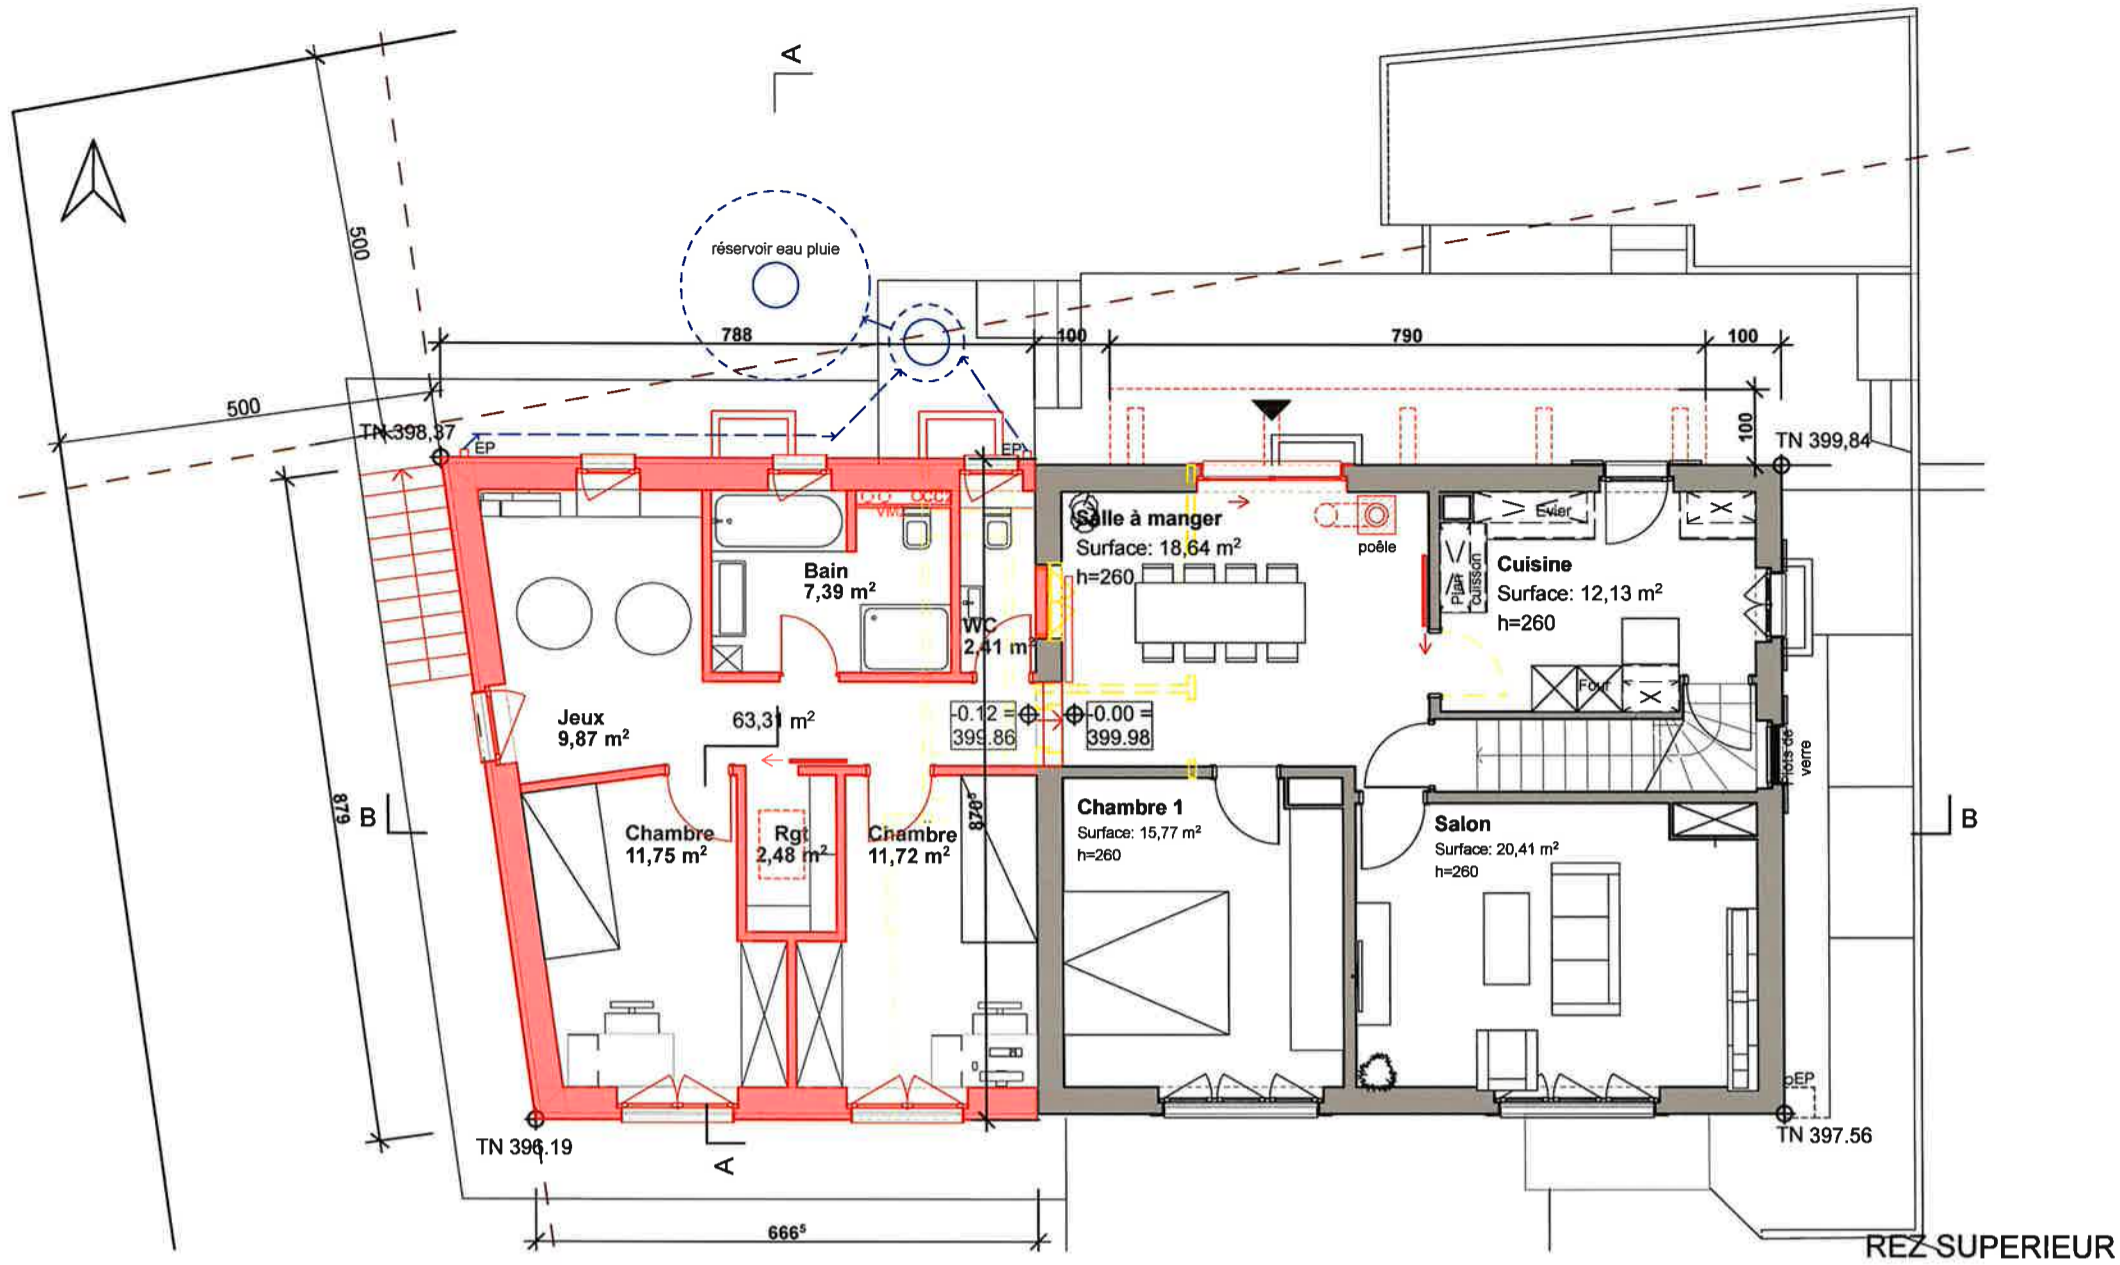 A
500
réservoir eau pluie
788
100
790
100
500
TN 398,37
EP
EP
100
TN 399,84
Salle à manger
Surface: 18,64 m²
h=260
poêle
Evier
Plan
cuisson
Cuisine
Surface: 12,13 m²
h=260
Four
Bain
7,39 m²
WC
2,41 m²
Jeux
9,87 m²
63,31 m²
-0.12 =
399.86
-0.00 =
399.98
Plots de
verre
879
B
Chambre
11,75 m²
Rgt
2,48 m²
Chambre
11,72 m²
870⁵
Chambre 1
Surface: 15,77 m²
h=260
Salon
Surface: 20,41 m²
h=260
B
EP
TN 396.19
A
TN 397.56
666⁵
REZ SUPERIEUR